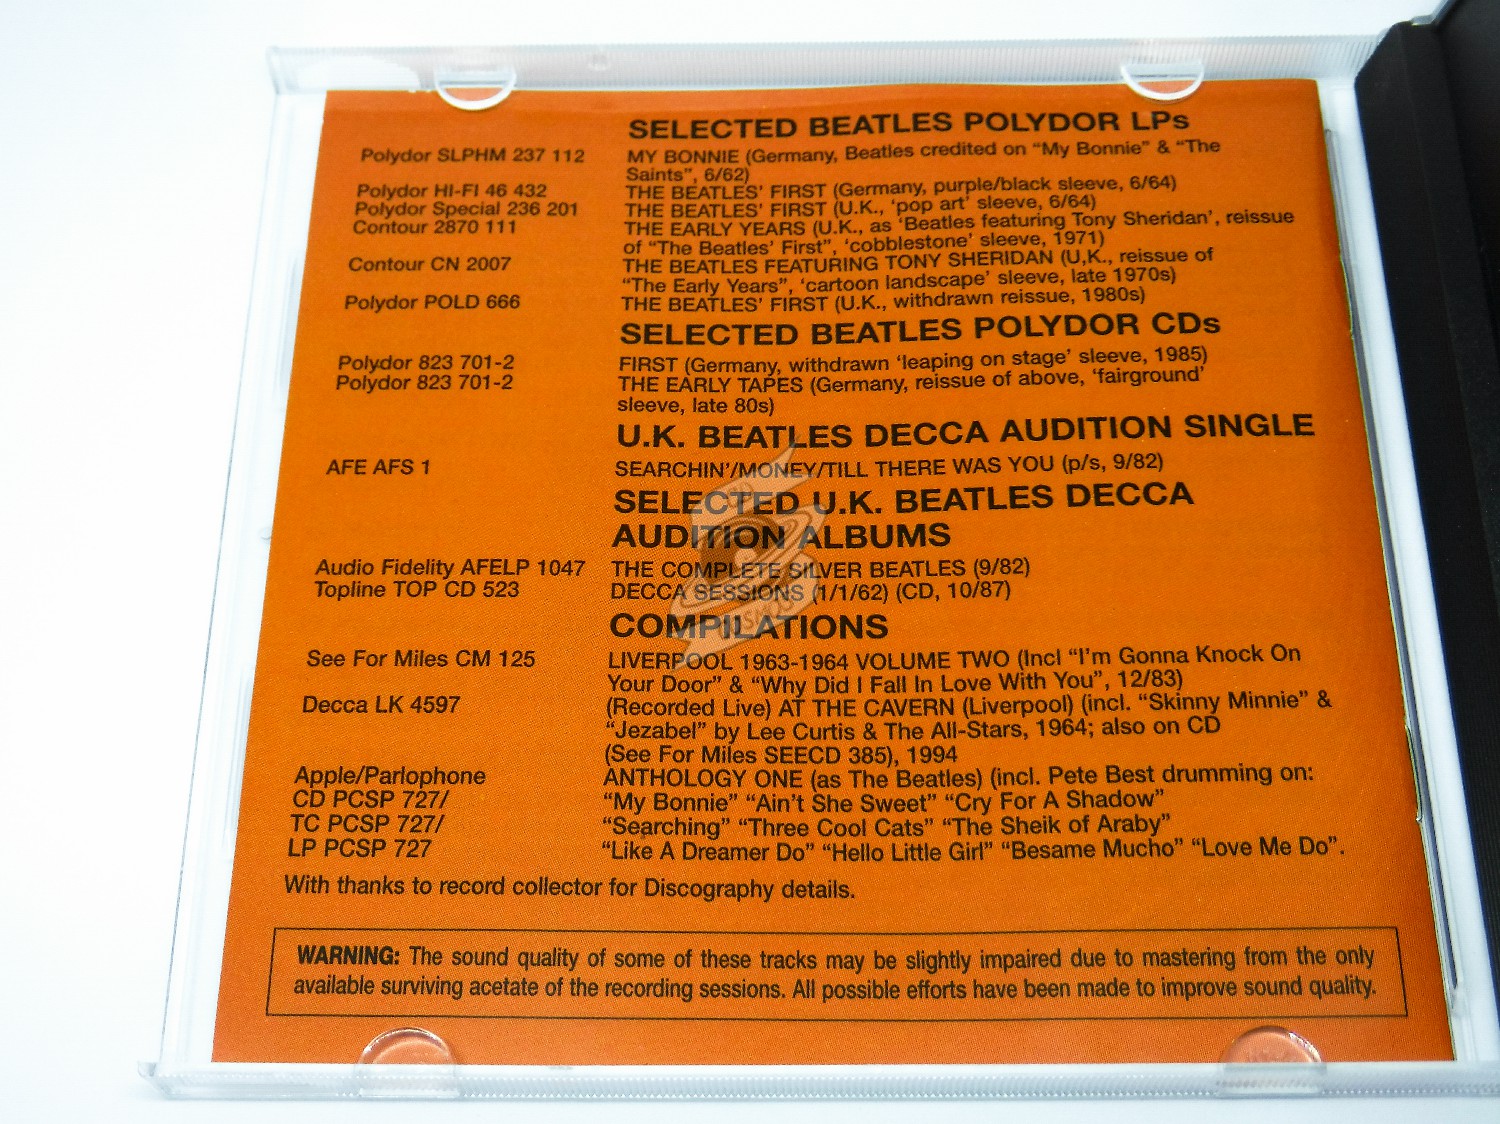 SELECTED BEATLES POLYDOR LPs
Polydor SLPHM 237 112 MY BONNIE (Germany, Beatles credited on “My Bonnie” & “The
Saints”, 6/62)
Polydor HI-FI 46 432 THE BEATLES’ FIRST (Germany, purple/black sleeve, 6/64)
Polydor Special 236 201 THE BEATLES’ FIRST (U.K., ‘pop art’ sleeve, 6/64)
Contour 2870 111 THE EARLY YEARS (U.K., as ‘Beatles featuring Tony Sheridan’, reissue
of “The Beatles’ First”, ‘cobblestone’ sleeve, 1971)
Contour CN 2007 THE BEATLES FEATURING TONY SHERIDAN (U,K., reissue of
“The Early Years”, ‘cartoon landscape’ sleeve, late 1970s)
Polydor POLD 666 THE BEATLES’ FIRST (U.K., withdrawn reissue, 1980s)
SELECTED BEATLES POLYDOR CDs
Polydor 823 701-2 FIRST (Germany, withdrawn ‘leaping on stage’ sleeve, 1985)
Polydor 823 701-2 THE EARLY TAPES (Germany, reissue of above, ‘fairground’
sleeve, late 80s)
U.K. BEATLES DECCA AUDITION SINGLE
AFE AFS 1 SEARCHIN’/MONEY/TILL THERE WAS YOU (p/s, 9/82)
SELECTED U.K. BEATLES DECCA
AUDITION ALBUMS
Audio Fidelity AFELP 1047 THE COMPLETE SILVER BEATLES (9/82)
Topline TOP CD 523 DECCA SESSIONS (1/1/62) (CD, 10/87)
COMPILATIONS
See For Miles CM 125 LIVERPOOL 1963-1964 VOLUME TWO (Incl “I’m Gonna Knock On
Your Door” & “Why Did I Fall In Love With You”, 12/83)
Decca LK 4597 (Recorded Live) AT THE CAVERN (Liverpool) (incl. “Skinny Minnie” &
“Jezabel” by Lee Curtis & The All-Stars, 1964; also on CD
(See For Miles SEECD 385), 1994
Apple/Parlophone ANTHOLOGY ONE (as The Beatles) (incl. Pete Best drumming on:
CD PCSP 727/ “My Bonnie” “Ain’t She Sweet” “Cry For A Shadow”
TC PCSP 727/ “Searching” “Three Cool Cats” “The Sheik of Araby”
LP PCSP 727 “Like A Dreamer Do” “Hello Little Girl” “Besame Mucho” “Love Me Do”.
With thanks to record collector for Discography details.
WARNING: The sound quality of some of these tracks may be slightly impaired due to mastering from the only
available surviving acetate of the recording sessions. All possible efforts have been made to improve sound quality.